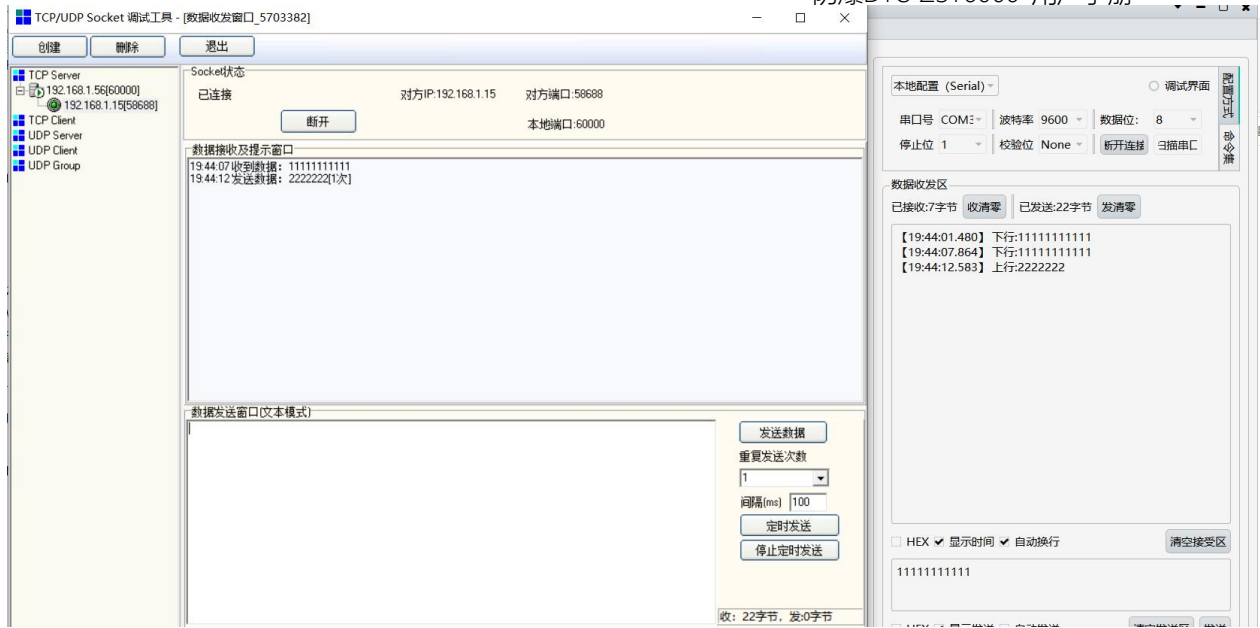 TCP/UDP Socket 调试工具 - [数据收发窗口_5703382]
创建 删除 退出
TCP Server
192.168.1.56[60000]
192.168.1.15[58688]
TCP Client
UDP Server
UDP Client
UDP Group
Socket状态
已连接 对方IP:192.168.1.15 对方端口:58688
断开 本地端口:60000
数据接收及提示窗口
19:44:07 收到数据：11111111111
19:44:12 发送数据：2222222[1次]
数据发送窗口(文本模式)
发送数据
重复发送次数
1
间隔(ms) 100
定时发送
停止定时发送
收：22字节，发:0字节
本地配置 (Serial) 调试界面
串口号 波特率 9600 数据位: 8
停止位 1 校验位 None 断开连接
配置方式
命令集
数据收发区
已接收:7字节 收清零 已发送:22字节 发清零
【19:44:01.480】下行:11111111111
【19:44:07.864】下行:11111111111
【19:44:12.583】上行:2222222
HEX 显示时间 自动换行 清空接受区
11111111111